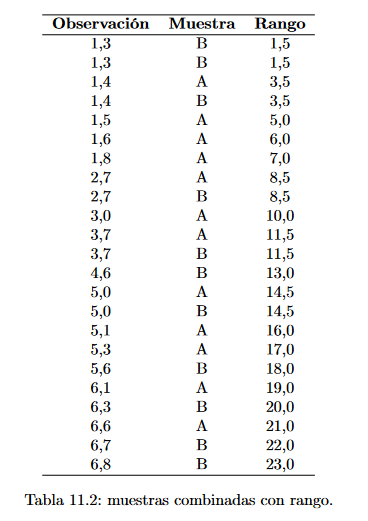 Observación Muestra Rango
1,3 B 1,5
1,3 B 1,5
1,4 A 3,5
1,4 B 3,5
1,5 A 5,0
1,6 A 6,0
1,8 A 7,0
2,7 A 8,5
2,7 B 8,5
3,0 A 10,0
3,7 A 11,5
3,7 B 11,5
4,6 B 13,0
5,0 A 14,5
5,0 B 14,5
5,1 A 16,0
5,3 A 17,0
5,6 B 18,0
6,1 A 19,0
6,3 B 20,0
6,6 A 21,0
6,7 B 22,0
6,8 B 23,0
Tabla 11.2: muestras combinadas con rango.